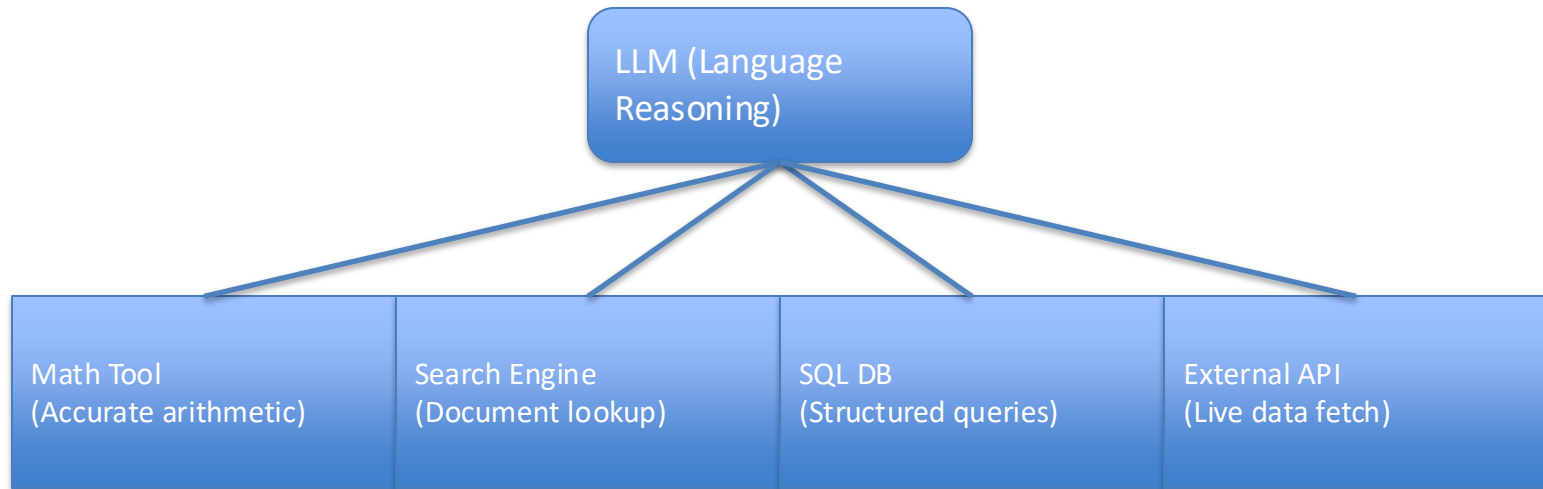 LLM (Language
Reasoning)
Math Tool
(Accurate arithmetic)
Search Engine
(Document lookup)
SQL DB
(Structured queries)
External API
(Live data fetch)